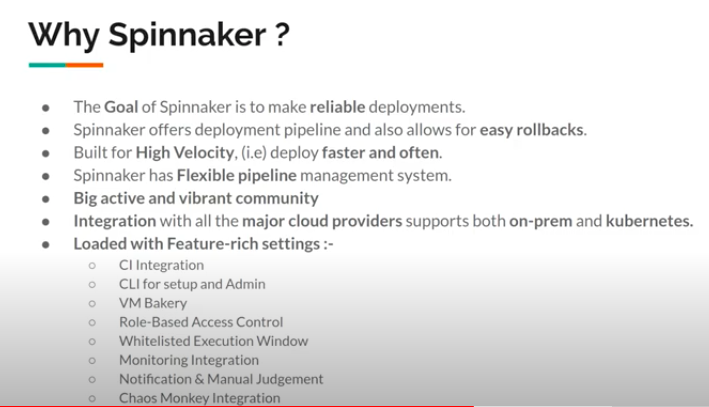 Why Spinnaker ?
● The Goal of Spinnaker is to make reliable deployments.
● Spinnaker offers deployment pipeline and also allows for easy rollbacks.
● Built for High Velocity, (i.e) deploy faster and often.
● Spinnaker has Flexible pipeline management system.
● Big active and vibrant community
● Integration with all the major cloud providers supports both on-prem and kubernetes.
● Loaded with Feature-rich settings :-
○ CI Integration
○ CLI for setup and Admin
○ VM Bakery
○ Role-Based Access Control
○ Whitelisted Execution Window
○ Monitoring Integration
○ Notification & Manual Judgement
○ Chaos Monkey Integration